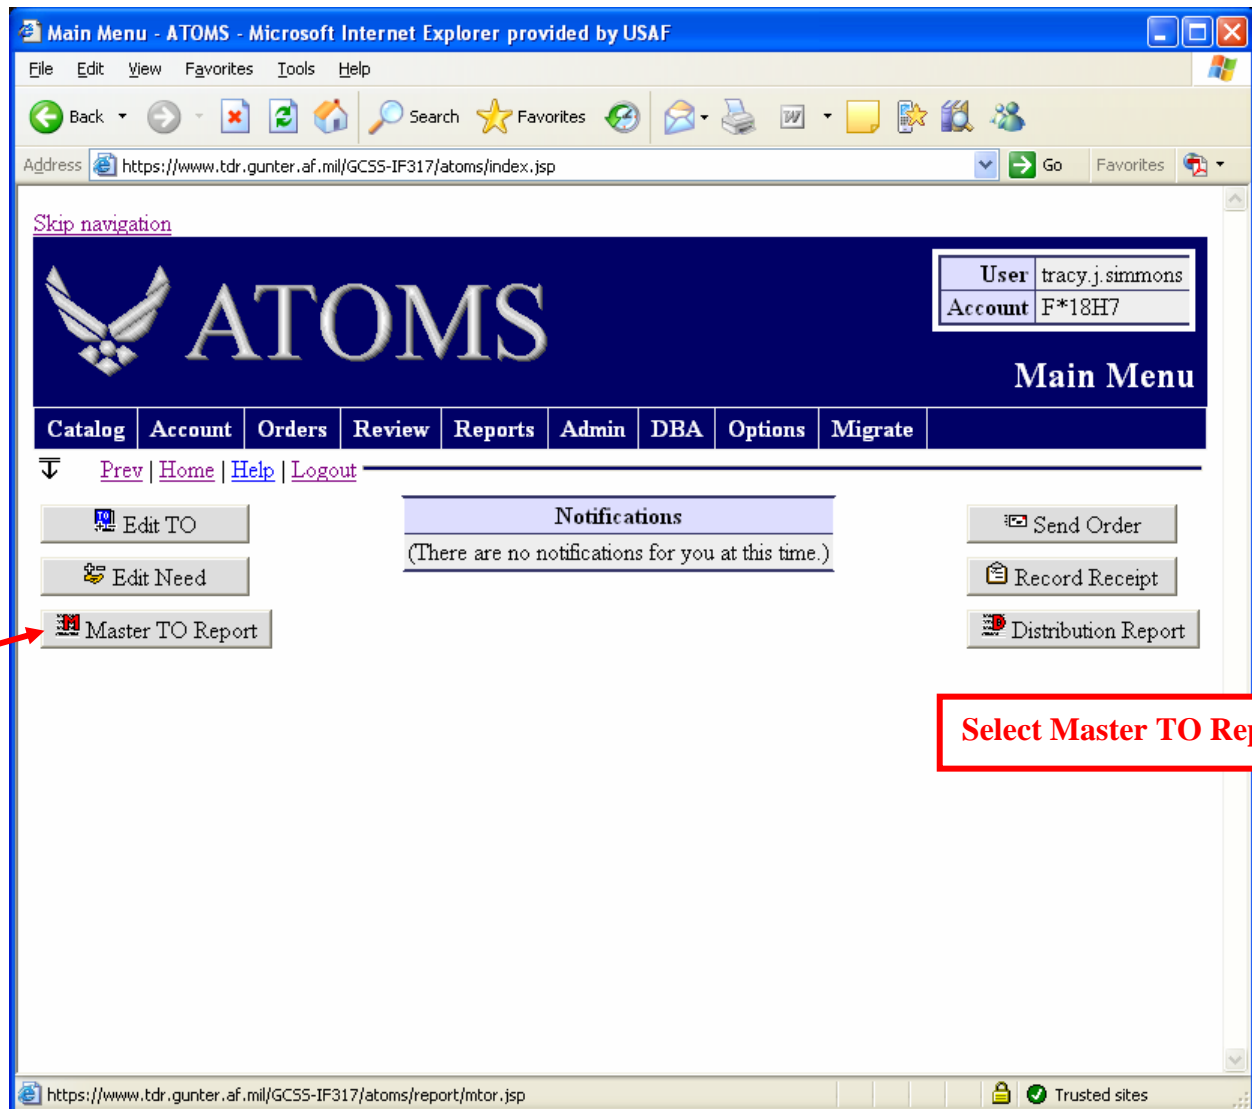 Main Menu - ATOMS - Microsoft Internet Explorer provided by USAF
File Edit View Favorites Tools Help
Back Search Favorites
Address https://www.tdr.gunter.af.mil/GCSS-IF317/atoms/index.jsp Go Favorites
Skip navigation
ATOMS
User tracy.j.simmons
Account F*18H7
Main Menu
Catalog Account Orders Review Reports Admin DBA Options Migrate
Prev | Home | Help | Logout
Edit TO
Edit Need
Master TO Report
Notifications
(There are no notifications for you at this time.)
Send Order
Record Receipt
Distribution Report
Select Master TO Rep
https://www.tdr.gunter.af.mil/GCSS-IF317/atoms/report/mtor.jsp Trusted sites